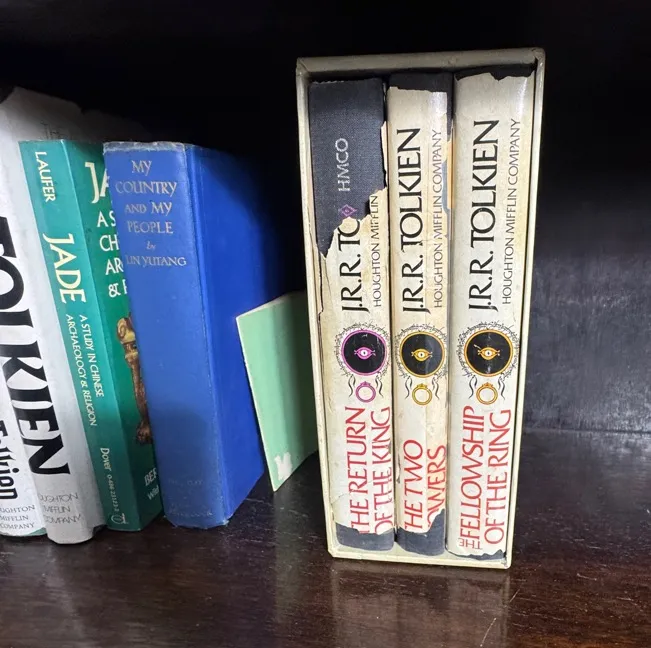 TOLKIEN
HOUGHTON
MIFFLIN
COMPANY
LAUFER
JADE
A STUDY IN CHINESE
ARCHAEOLOGY & RELIGION
Dover
MY
COUNTRY
AND MY
PEOPLE
by
LIN YUTANG
HMCO
J.R.R. TO
HOUGHTON MIFFLIN
THE RETURN
OF THE KING
J.R.R. TOLKIEN
HOUGHTON MIFFLIN COMPANY
THE TWO
TOWERS
J.R.R. TOLKIEN
HOUGHTON MIFFLIN COMPANY
THE FELLOWSHIP
OF THE RING